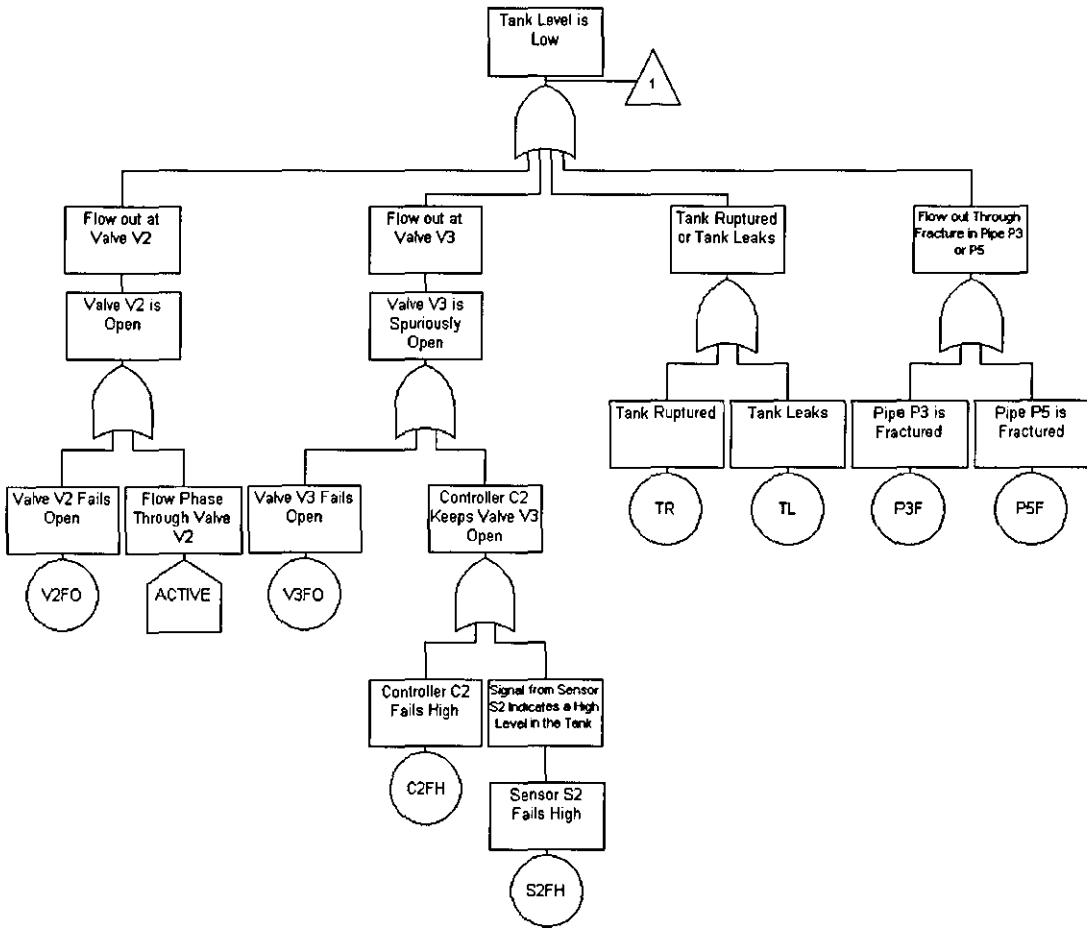 Tank Level is
Low
1
Flow out at
Valve V2
Flow out at
Valve V3
Tank Ruptured
or Tank Leaks
Flow out Through
Fracture in Pipe P3
or P5
Valve V2 is
Open
Valve V3 is
Spuriously
Open
Tank Ruptured
Tank Leaks
Pipe P3 is
Fractured
Pipe P5 is
Fractured
TR
TL
P3F
P5F
Valve V2 Fails
Open
Flow Phase
Through Valve
V2
Valve V3 Fails
Open
Controller C2
Keeps Valve V3
Open
V2FO
ACTIVE
V3FO
Controller C2
Fails High
Signal from Sensor
S2 Indicates a High
Level in the Tank
C2FH
Sensor S2
Fails High
S2FH